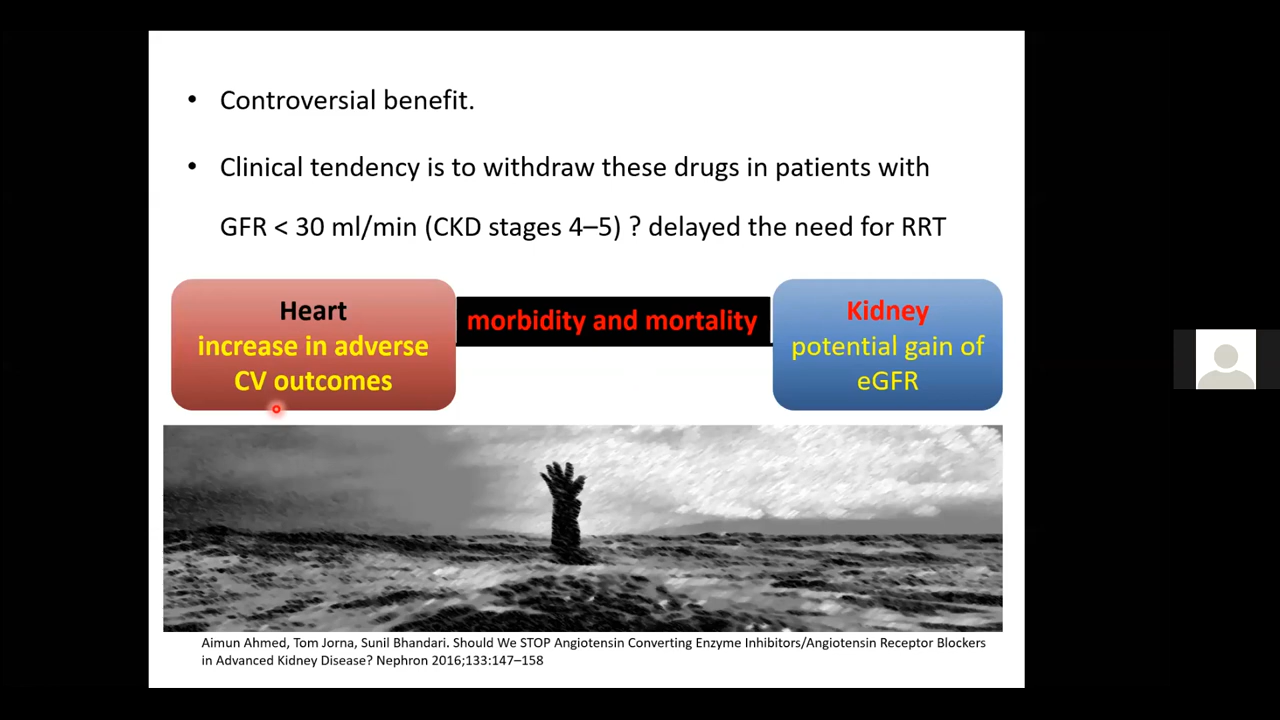 • Controversial benefit.
• Clinical tendency is to withdraw these drugs in patients with
GFR < 30 ml/min (CKD stages 4–5) ? delayed the need for RRT
Heart
increase in adverse
CV outcomes
morbidity and mortality
Kidney
potential gain of
eGFR
Aimun Ahmed, Tom Jorna, Sunil Bhandari. Should We STOP Angiotensin Converting Enzyme Inhibitors/Angiotensin Receptor Blockers
in Advanced Kidney Disease? Nephron 2016;133:147–158